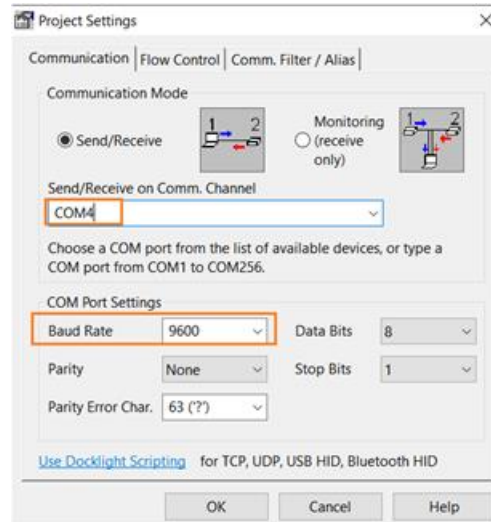 Project Settings
Communication Flow Control Comm. Filter / Alias
Communication Mode
Send/Receive
1 2
Monitoring
(receive
only)
1 2
Send/Receive on Comm. Channel
COM4
Choose a COM port from the list of available devices, or type a
COM port from COM1 to COM256.
COM Port Settings
Baud Rate 9600 Data Bits 8
Parity None Stop Bits 1
Parity Error Char. 63 ('?')
Use Docklight Scripting for TCP, UDP, USB HID, Bluetooth HID
OK Cancel Help